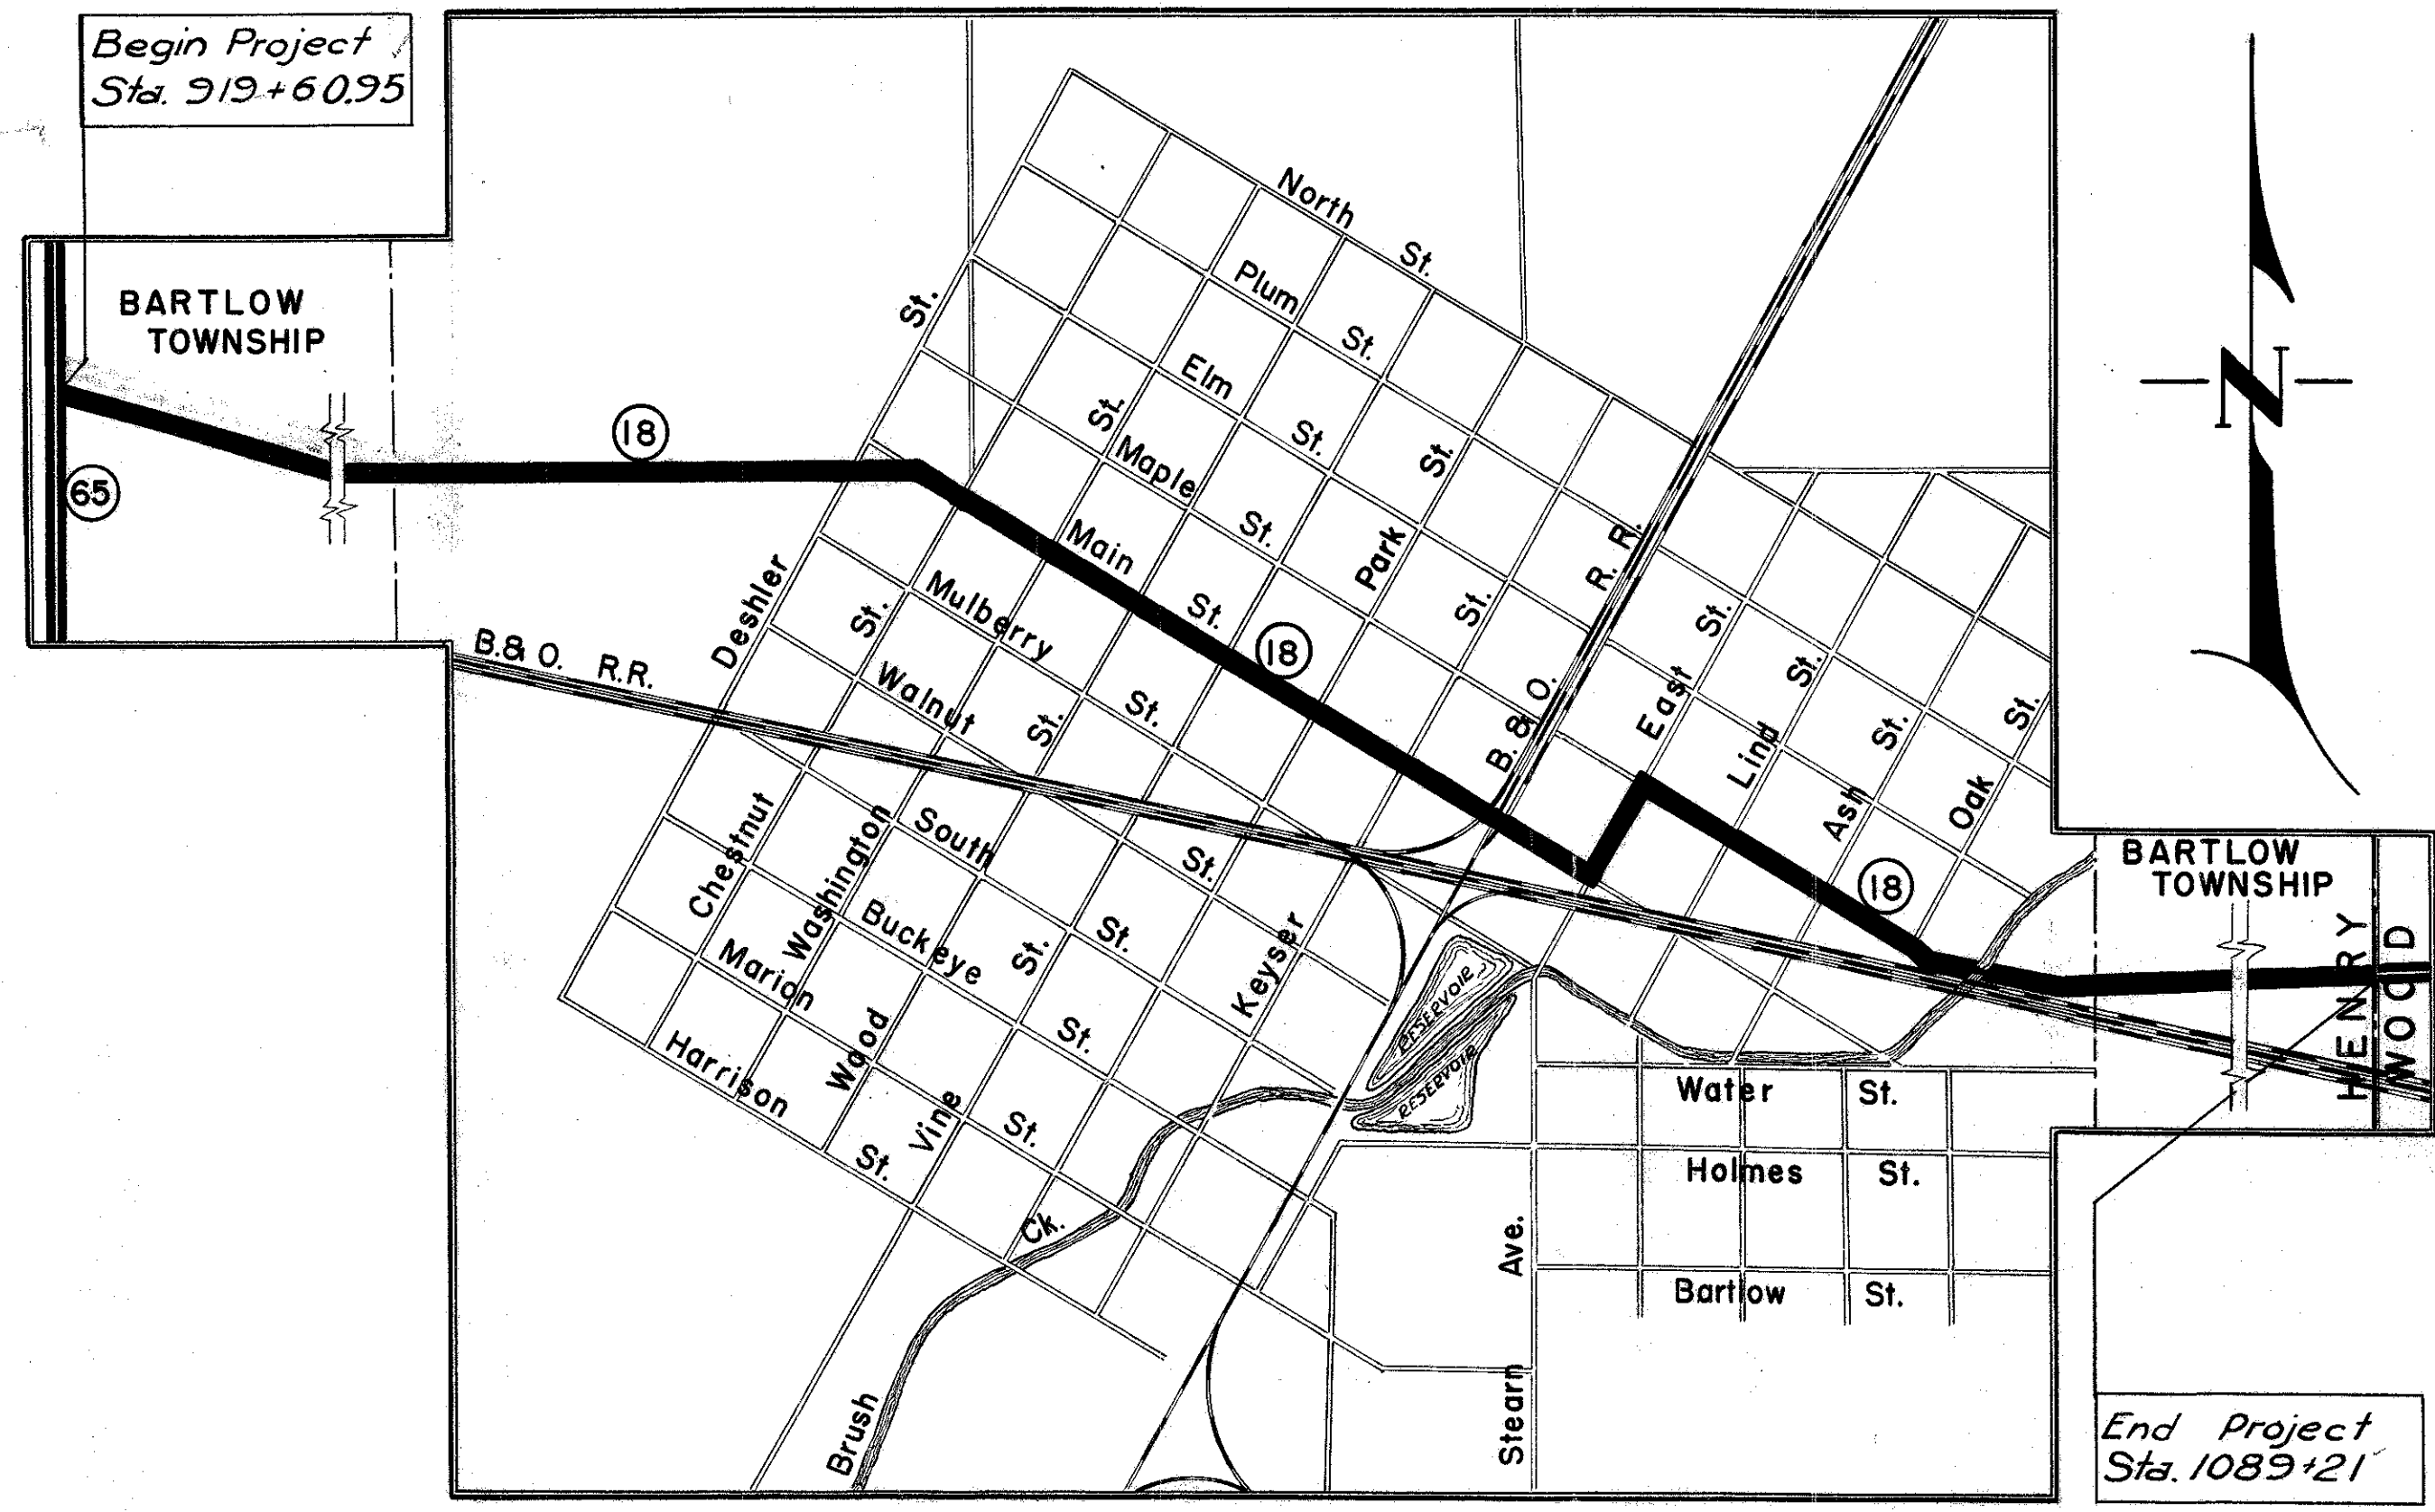 Begin Project
Sta. 919+60.95
BARTLOW
TOWNSHIP
65
18
North St.
Plum St.
Elm St.
Maple St.
Main St.
18
Mulberry St.
Walnut St.
South St.
Buckeye St.
Marion St.
Harrison St.
Deshler St.
Chestnut St.
Washington St.
Wood St.
Vine St.
Keyser St.
Park St.
East St.
Lind St.
Ash St.
Oak St.
B.&O. R.R.
B.&O. R.R.
18
N
RESERVOIR
RESERVOIR
Brush Ck.
Water St.
Holmes St.
Bartlow St.
Stearn Ave.
BARTLOW
TOWNSHIP
HENRY
WOOD
End Project
Sta. 1089+21